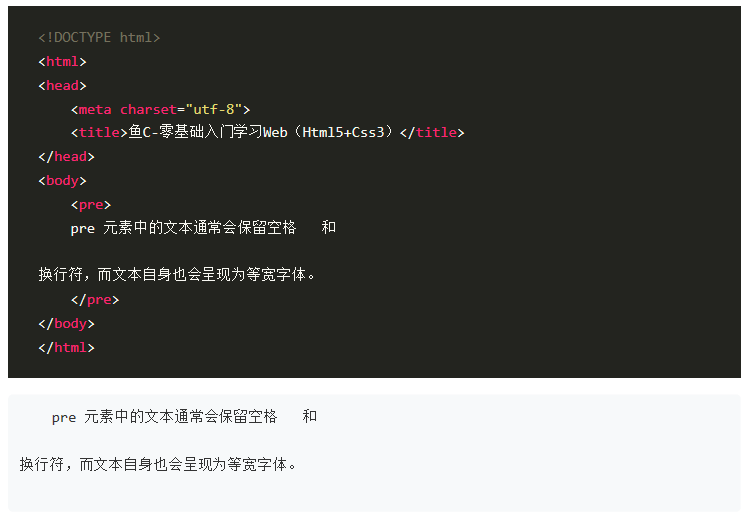 <!DOCTYPE html>
<html>
<head>
    <meta charset="utf-8">
    <title>鱼C-零基础入门学习Web（Html5+Css3）</title>
</head>
<body>
    <pre>
    pre 元素中的文本通常会保留空格   和
换行符，而文本自身也会呈现为等宽字体。
    </pre>
</body>
</html>
    pre 元素中的文本通常会保留空格   和
换行符，而文本自身也会呈现为等宽字体。